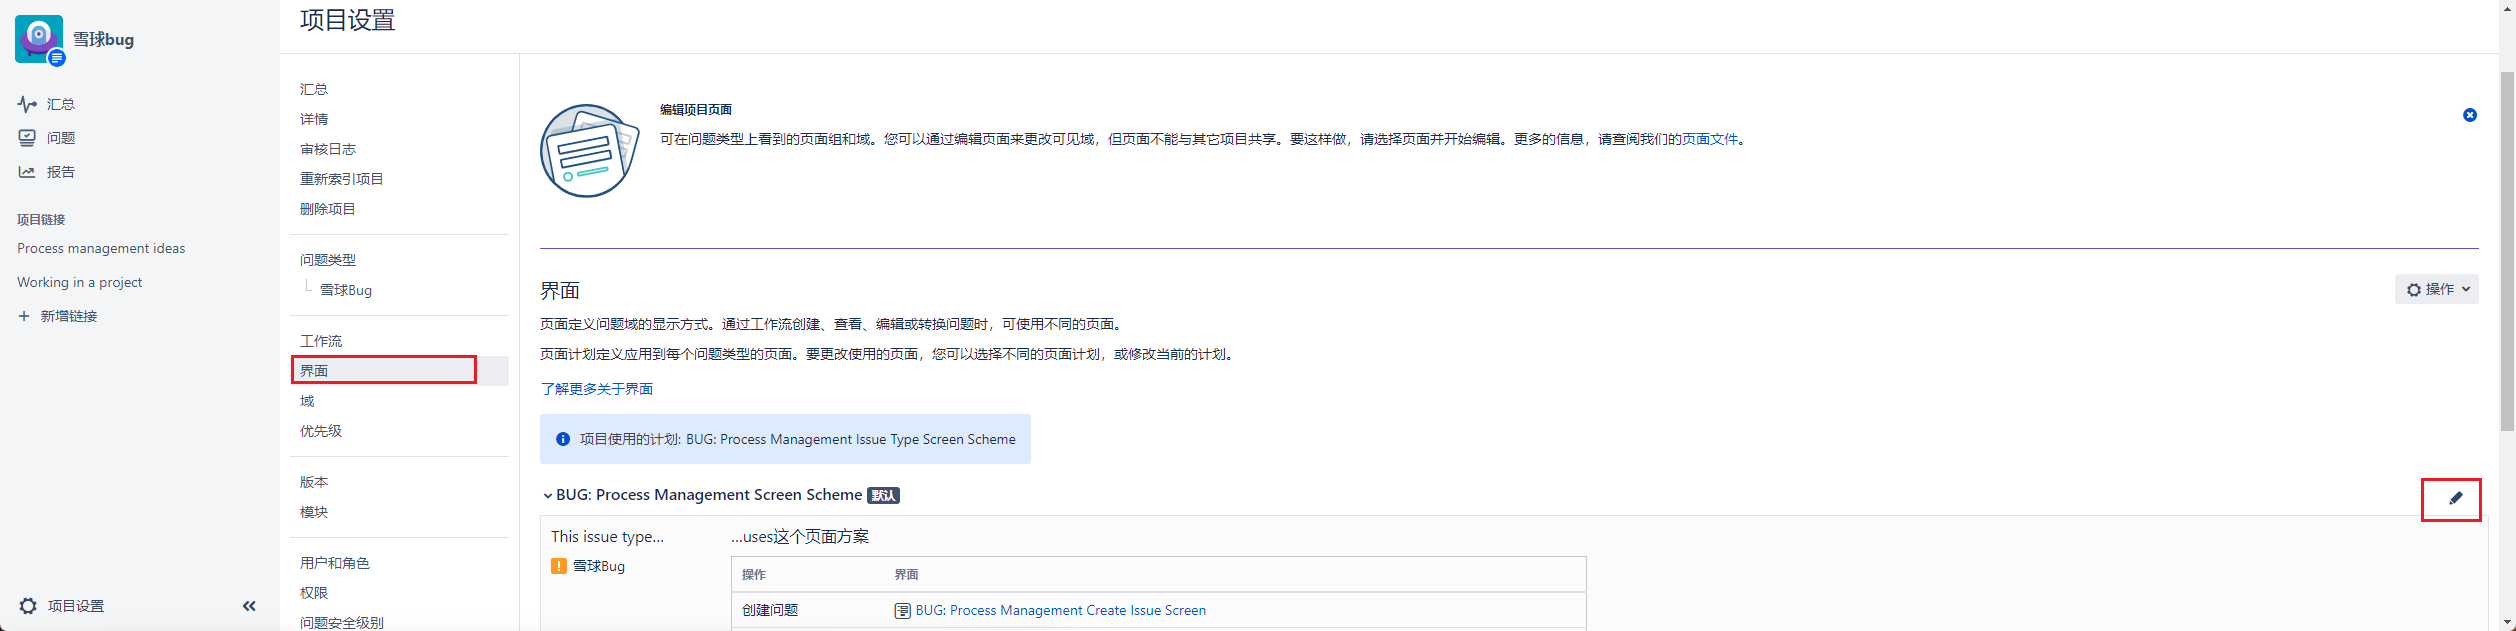 雪球bug
汇总
问题
报告
项目链接
Process management ideas
Working in a project
新增链接
项目设置
项目设置
汇总
详情
审核日志
重新索引项目
删除项目
问题类型
雪球Bug
工作流
界面
域
优先级
版本
模块
用户和角色
权限
问题安全级别
编辑项目页面
可在问题类型上看到的页面组和域。您可以通过编辑页面来更改可见域，但页面不能与其它项目共享。要这样做，请选择页面并开始编辑。更多的信息，请查阅我们的页面文件。
界面
操作
页面定义问题域的显示方式。通过工作流创建、查看、编辑或转换问题时，可使用不同的页面。
页面计划定义应用到每个问题类型的页面。要更改使用的页面，您可以选择不同的页面计划，或修改当前的计划。
了解更多关于界面
项目使用的计划: BUG: Process Management Issue Type Screen Scheme
BUG: Process Management Screen Scheme 默认
This issue type... ...uses这个页面方案
雪球Bug
操作 界面
创建问题 BUG: Process Management Create Issue Screen